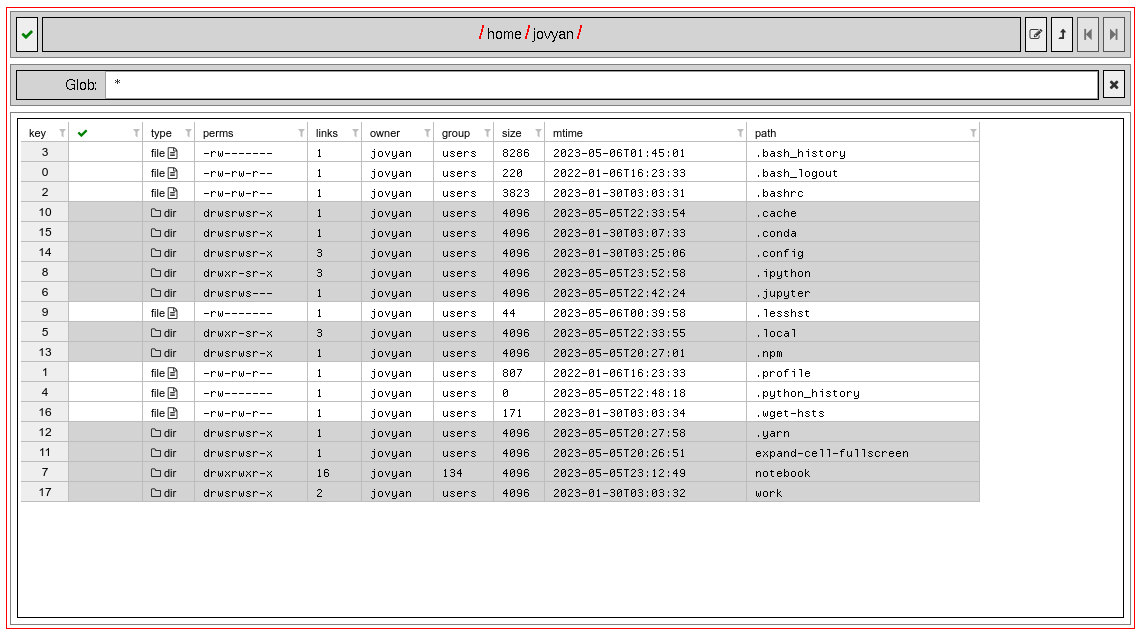 / home / jovyan /
Glob: *
key type perms links owner group size mtime path
3 file -rw------- 1 jovyan users 8286 2023-05-06T01:45:01 .bash_history
0 file -rw-rw-r-- 1 jovyan users 220 2022-01-06T16:23:33 .bash_logout
2 file -rw-rw-r-- 1 jovyan users 3823 2023-01-30T03:03:31 .bashrc
10 dir drwsrwsr-x 1 jovyan users 4096 2023-05-05T22:33:54 .cache
15 dir drwsrwsr-x 1 jovyan users 4096 2023-01-30T03:07:33 .conda
14 dir drwsrwsr-x 3 jovyan users 4096 2023-01-30T03:25:06 .config
8 dir drwxr-sr-x 3 jovyan users 4096 2023-05-05T23:52:58 .ipython
6 dir drwsrws--- 1 jovyan users 4096 2023-05-05T22:42:24 .jupyter
9 file -rw------- 1 jovyan users 44 2023-05-06T00:39:58 .lesshst
5 dir drwxr-sr-x 3 jovyan users 4096 2023-05-05T22:33:55 .local
13 dir drwsrwsr-x 1 jovyan users 4096 2023-05-05T20:27:01 .npm
1 file -rw-rw-r-- 1 jovyan users 807 2022-01-06T16:23:33 .profile
4 file -rw------- 1 jovyan users 0 2023-05-05T22:48:18 .python_history
16 file -rw-rw-r-- 1 jovyan users 171 2023-01-30T03:03:34 .wget-hsts
12 dir drwsrwsr-x 1 jovyan users 4096 2023-05-05T20:27:58 .yarn
11 dir drwsrwsr-x 1 jovyan users 4096 2023-05-05T20:26:51 expand-cell-fullscreen
7 dir drwxrwxr-x 16 jovyan 134 4096 2023-05-05T23:12:49 notebook
17 dir drwsrwsr-x 2 jovyan users 4096 2023-01-30T03:03:32 work